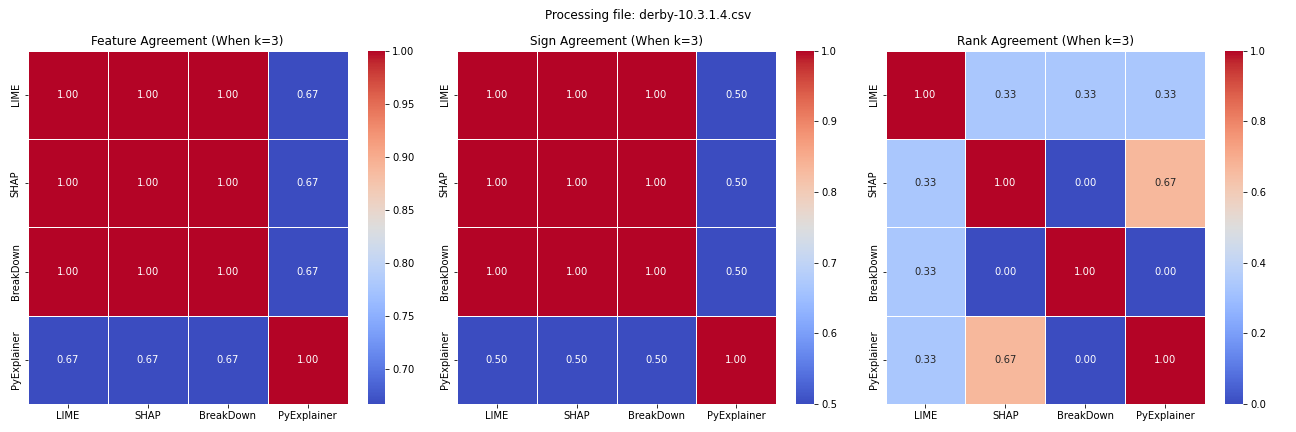 Processing file: derby-10.3.1.4.csv
Feature Agreement (When k=3)
LIME
SHAP
BreakDown
PyExplainer
1.00 1.00 1.00 0.67
1.00 1.00 1.00 0.67
1.00 1.00 1.00 0.67
0.67 0.67 0.67 1.00
LIME SHAP BreakDown PyExplainer
1.00
0.95
0.90
0.85
0.80
0.75
0.70
Sign Agreement (When k=3)
LIME
SHAP
BreakDown
PyExplainer
1.00 1.00 1.00 0.50
1.00 1.00 1.00 0.50
1.00 1.00 1.00 0.50
0.50 0.50 0.50 1.00
LIME SHAP BreakDown PyExplainer
1.0
0.9
0.8
0.7
0.6
0.5
Rank Agreement (When k=3)
LIME
SHAP
BreakDown
PyExplainer
1.00 0.33 0.33 0.33
0.33 1.00 0.00 0.67
0.33 0.00 1.00 0.00
0.33 0.67 0.00 1.00
LIME SHAP BreakDown PyExplainer
1.0
0.8
0.6
0.4
0.2
0.0